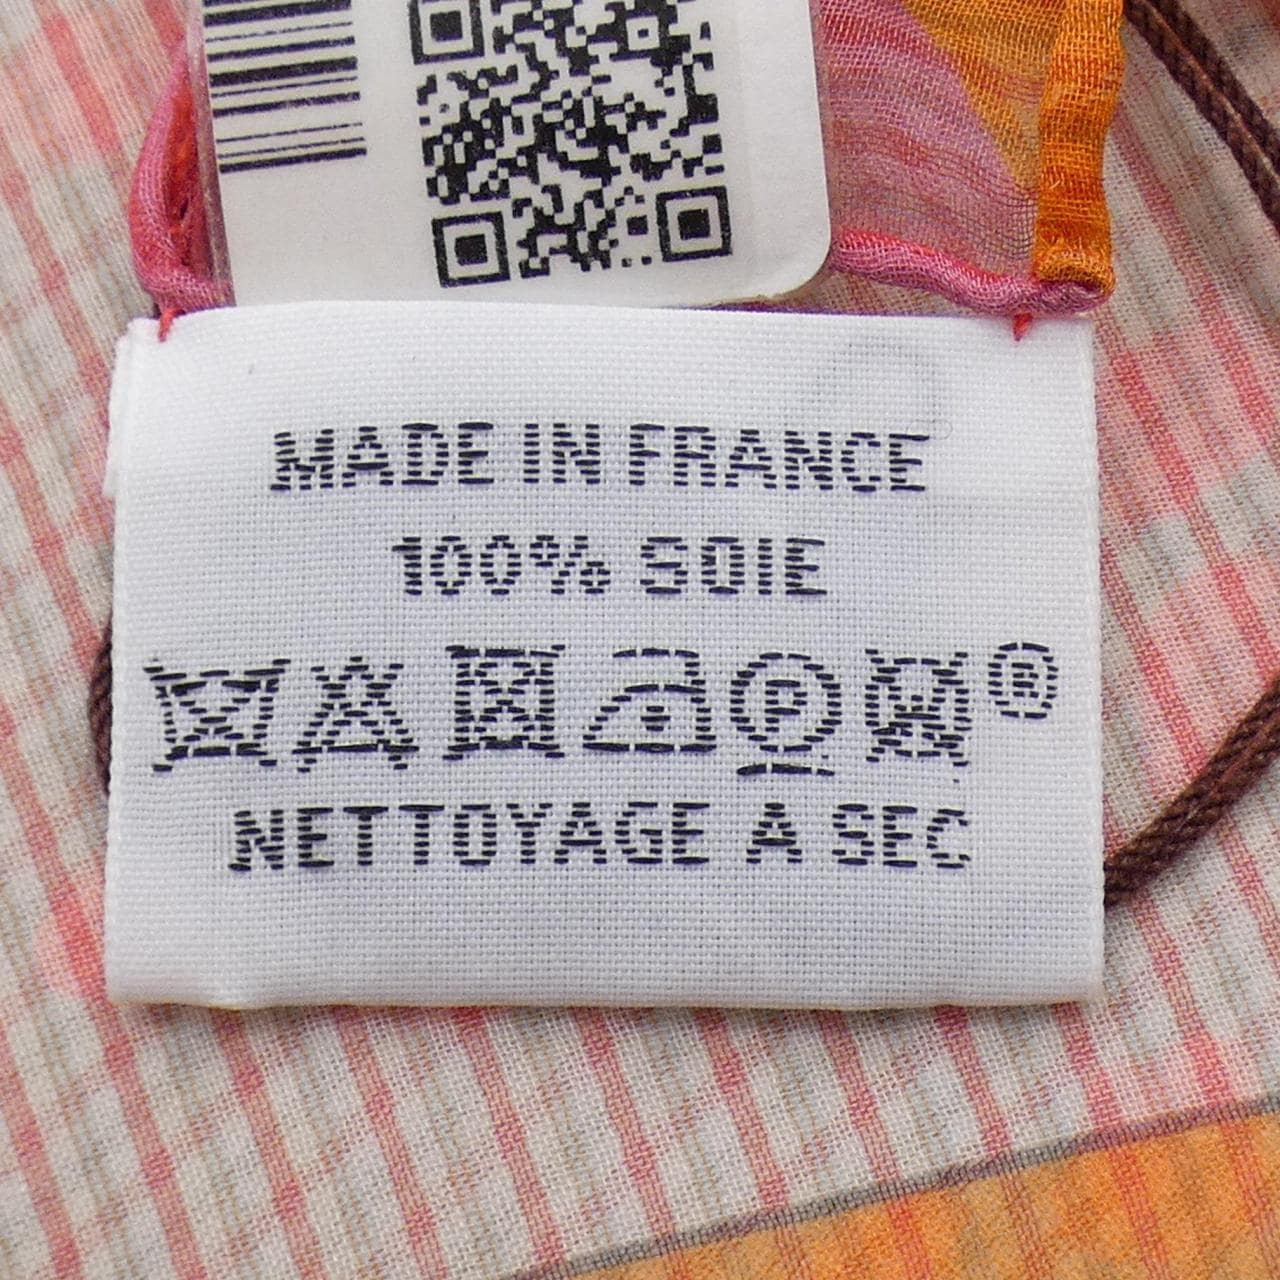 MADE IN FRANCE
100% SOIE
P W ®
NETTOYAGE A SEC